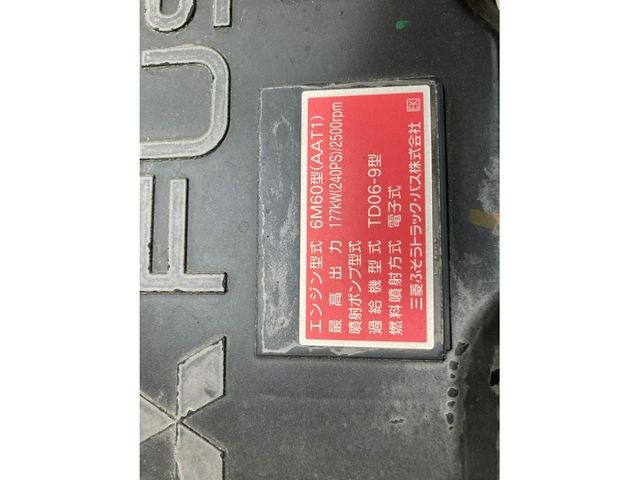 FUS
エンジン型式 6M60型(AAT1)
最高出力 177kW(240PS)/2500rpm
噴射ポンプ型式
過給機型式 TD06-9型
燃料噴射方式 電子式
三菱ふそうトラック・バス株式会社 EK